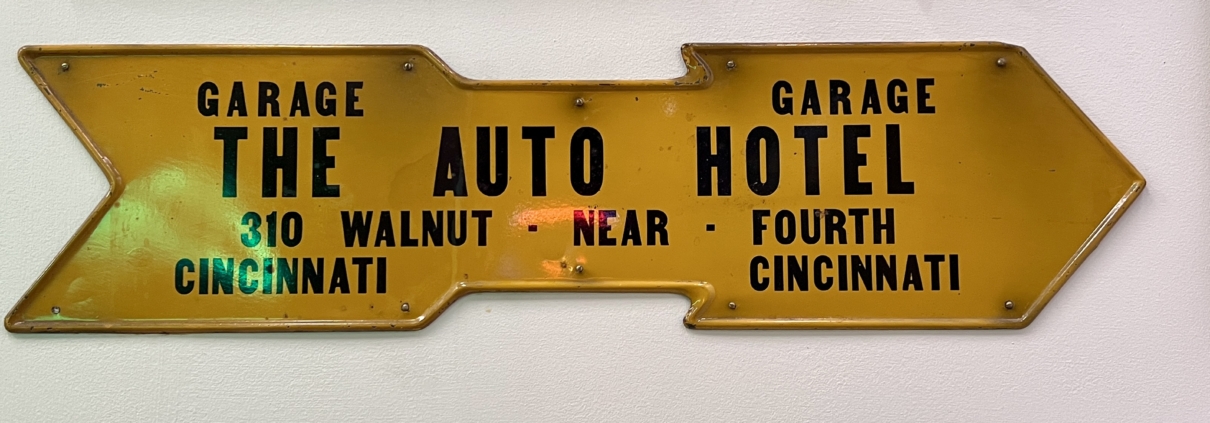 GARAGE GARAGE
THE AUTO HOTEL
310 WALNUT · NEAR · FOURTH
CINCINNATI CINCINNATI